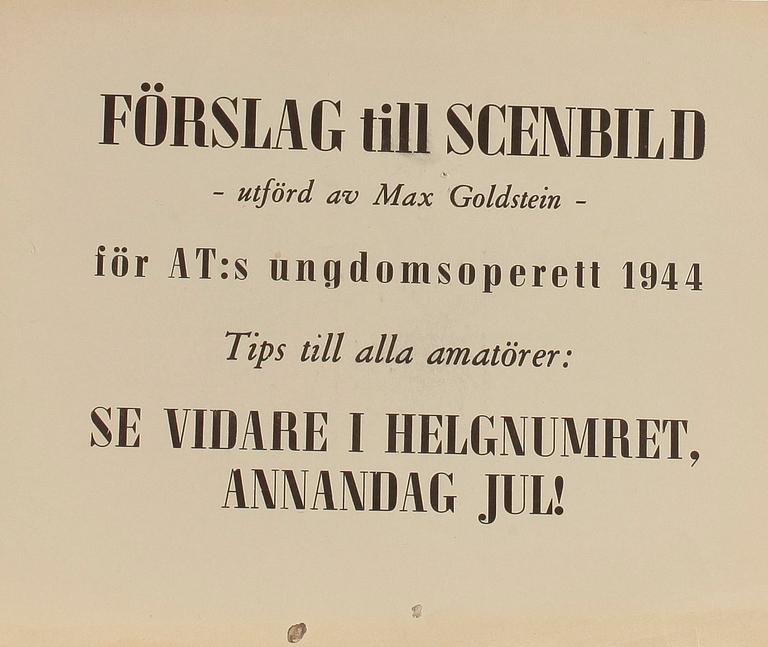 FÖRSLAG till SCENBILD
- utförd av Max Goldstein -
för AT:s ungdomsoperett 1944
Tips till alla amatörer:
SE VIDARE I HELGNUMRET,
ANNANDAG JUL!